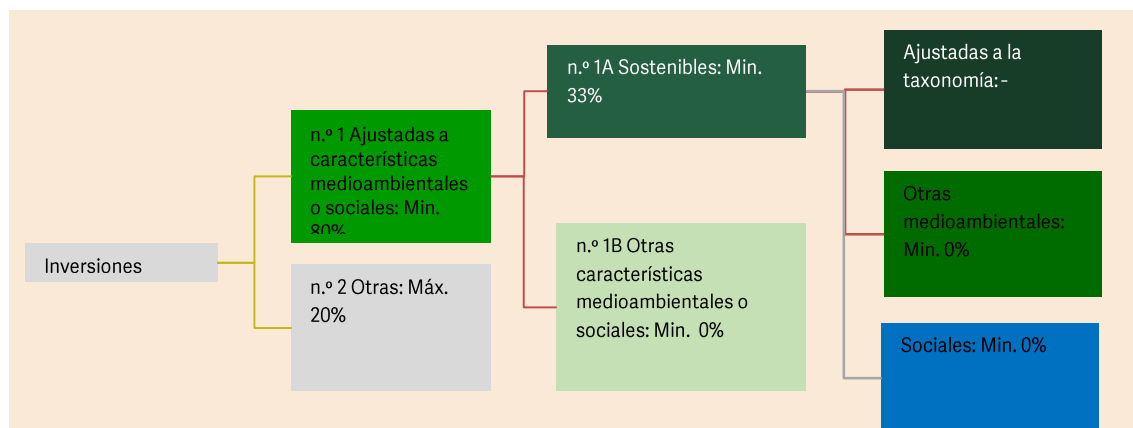 Inversiones
n.º 1 Ajustadas a
características
medioambientales
o sociales: Min.
80%
n.º 2 Otras: Máx.
20%
n.º 1A Sostenibles: Min.
33%
n.º 1B Otras
características
medioambientales o
sociales: Min. 0%
Ajustadas a la
taxonomía:-
Otras
medioambientales:
Min. 0%
Sociales: Min. 0%